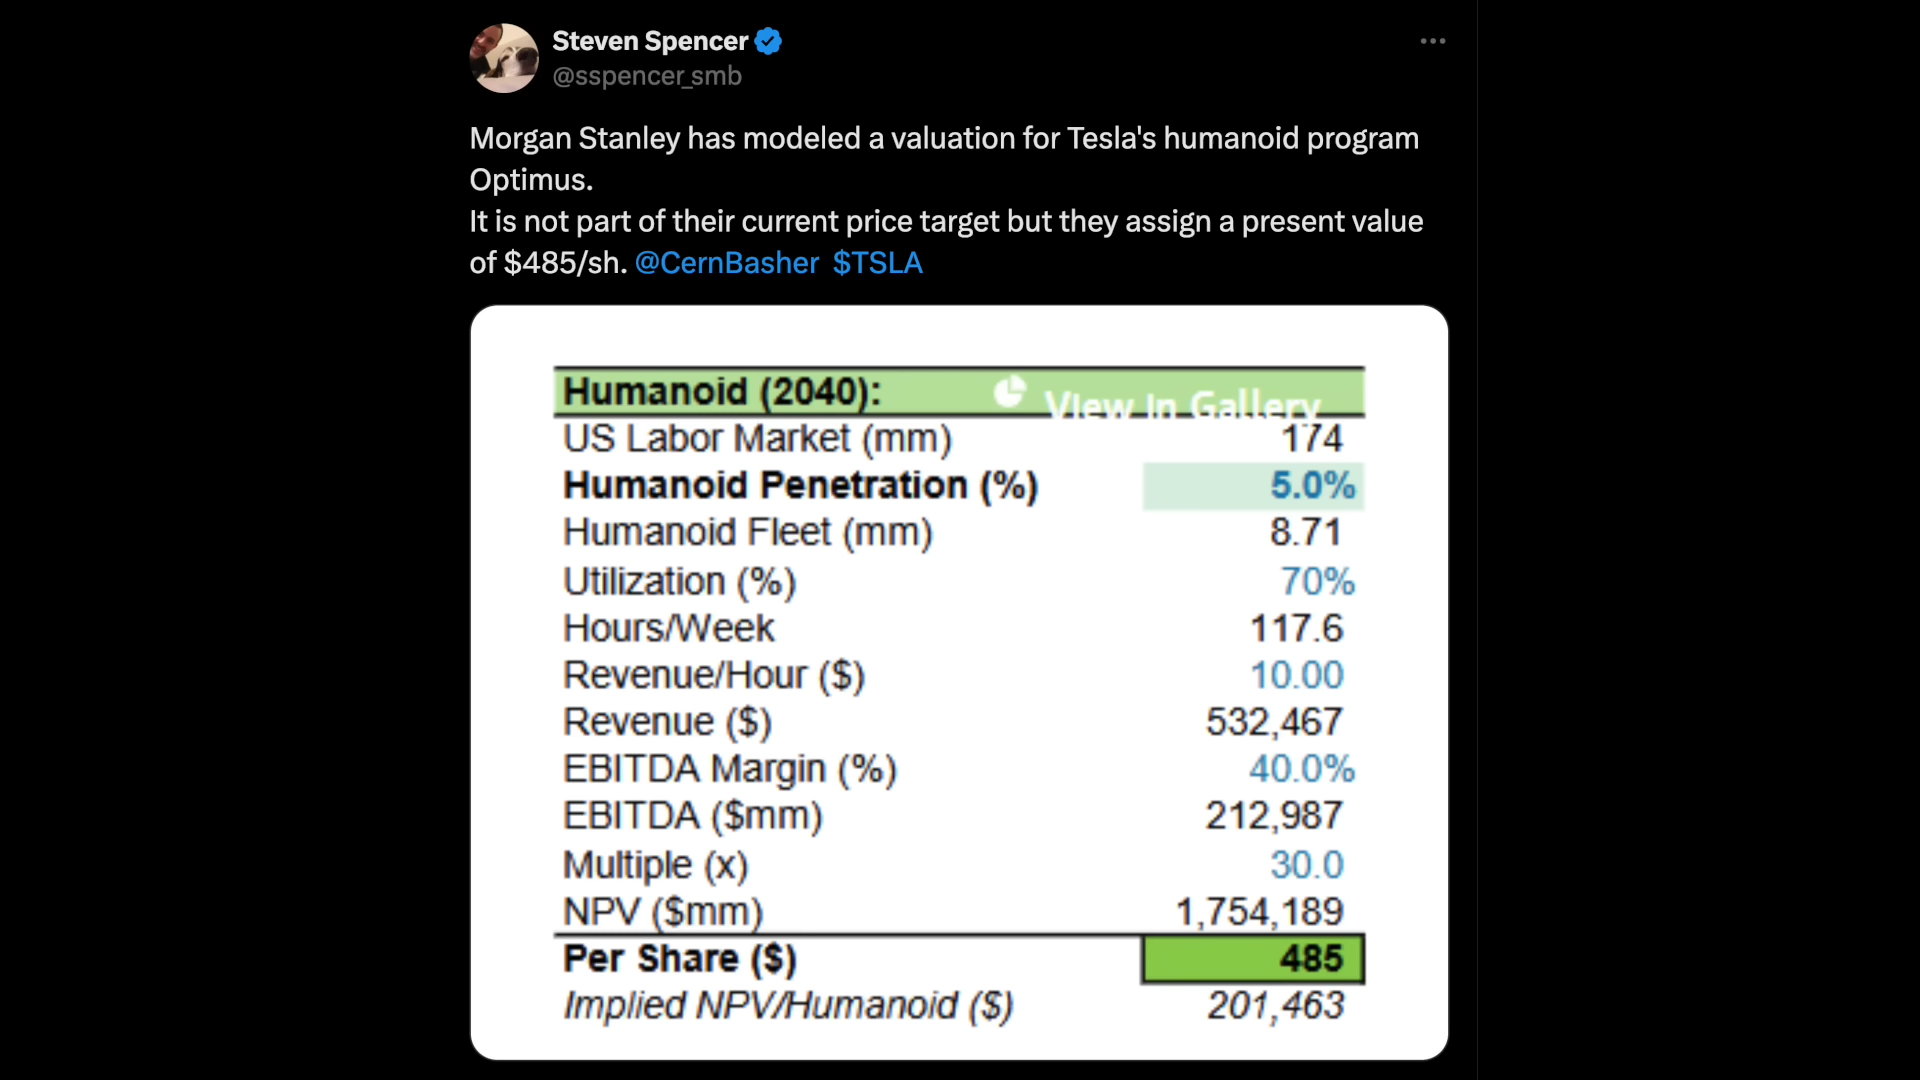 Steven Spencer
@sspencer_smb
Morgan Stanley has modeled a valuation for Tesla's humanoid program
Optimus.
It is not part of their current price target but they assign a present value
of $485/sh. @CernBasher $TSLA
Humanoid (2040): View In Gallery
US Labor Market (mm) 174
Humanoid Penetration (%) 5.0%
Humanoid Fleet (mm) 8.71
Utilization (%) 70%
Hours/Week 117.6
Revenue/Hour ($) 10.00
Revenue ($) 532,467
EBITDA Margin (%) 40.0%
EBITDA ($mm) 212,987
Multiple (x) 30.0
NPV ($mm) 1,754,189
Per Share ($) 485
Implied NPV/Humanoid ($) 201,463